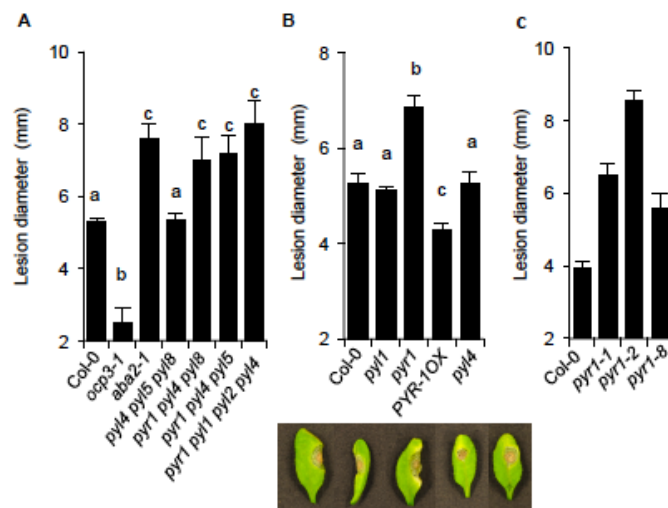 A
Lesion diameter (mm)
10
8
6
4
2
a
b
c
a
c
c
c
Col-0
ocp3-1
aba2-1
pyl4 pyl5 pyl8
pyr1 pyl4 pyl8
pyr1 pyl4 pyl5
pyr1 pyl1 pyl2 pyl4
B
Lesion diameter (mm)
8
6
4
2
a
a
b
c
a
Col-0
pyl1
pyr1
PYR-1OX
pyl4
c
Lesion diameter (mm)
10
8
6
4
2
Col-0
pyr1-1
pyr1-2
pyr1-8